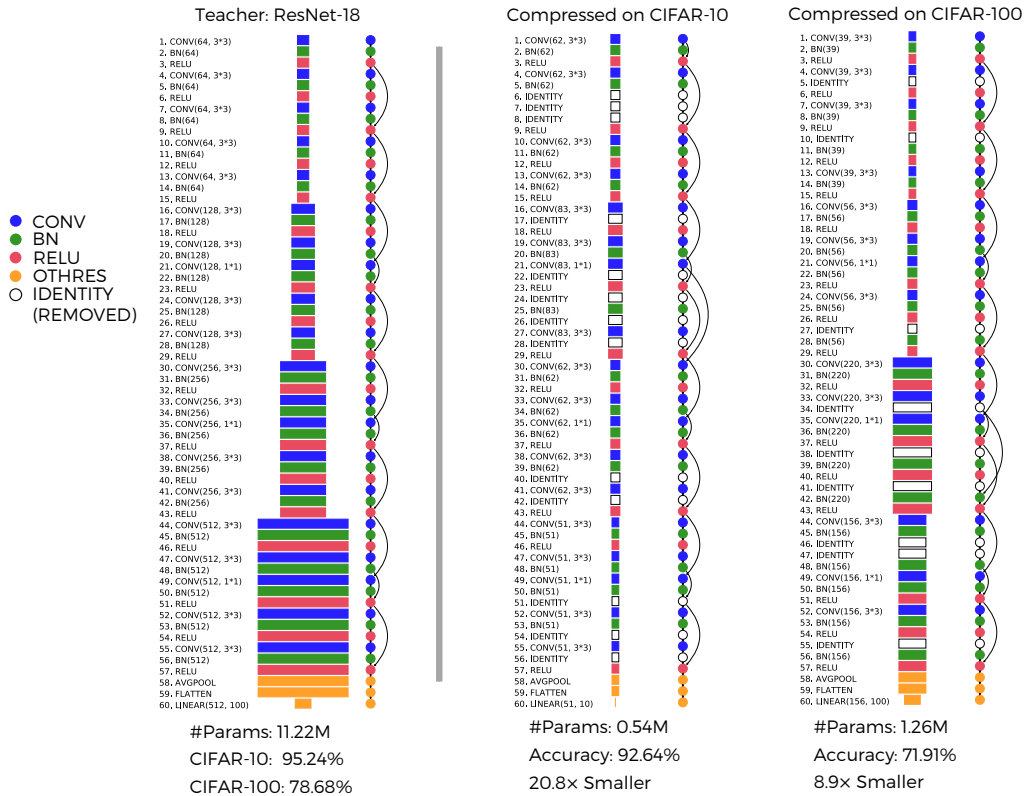 Teacher: ResNet-18
1, CONV(64, 3*3)
2, BN(64)
3, RELU
4, CONV(64, 3*3)
5, BN(64)
6, RELU
7, CONV(64, 3*3)
8, BN(64)
9, RELU
10, CONV(64, 3*3)
11, BN(64)
12, RELU
13, CONV(64, 3*3)
14, BN(64)
15, RELU
16, CONV(128, 3*3)
17, BN(128)
18, RELU
19, CONV(128, 3*3)
20, BN(128)
21, CONV(128, 1*1)
22, BN(128)
23, RELU
24, CONV(128, 3*3)
25, BN(128)
26, RELU
27, CONV(128, 3*3)
28, BN(128)
29, RELU
30, CONV(256, 3*3)
31, BN(256)
32, RELU
33, CONV(256, 3*3)
34, BN(256)
35, CONV(256, 1*1)
36, BN(256)
37, RELU
38, CONV(256, 3*3)
39, BN(256)
40, RELU
41, CONV(256, 3*3)
42, BN(256)
43, RELU
44, CONV(512, 3*3)
45, BN(512)
46, RELU
47, CONV(512, 3*3)
48, BN(512)
49, CONV(512, 1*1)
50, BN(512)
51, RELU
52, CONV(512, 3*3)
53, BN(512)
54, RELU
55, CONV(512, 3*3)
56, BN(512)
57, RELU
58, AVGPOOL
59, FLATTEN
60, LINEAR(512, 100)
#Params: 11.22M
CIFAR-10: 95.24%
CIFAR-100: 78.68%
CONV
BN
RELU
OTHRES
IDENTITY
(REMOVED)
Compressed on CIFAR-10
1, CONV(62, 3*3)
2, BN(62)
3, RELU
4, CONV(62, 3*3)
5, BN(62)
6, IDENTITY
7, IDENTITY
8, IDENTITY
9, RELU
10, CONV(62, 3*3)
11, BN(62)
12, RELU
13, CONV(62, 3*3)
14, BN(62)
15, RELU
16, CONV(83, 3*3)
17, IDENTITY
18, RELU
19, CONV(83, 3*3)
20, BN(83)
21, CONV(83, 1*1)
22, IDENTITY
23, RELU
24, IDENTITY
25, BN(83)
26, IDENTITY
27, CONV(83, 3*3)
28, IDENTITY
29, RELU
30, CONV(62, 3*3)
31, BN(62)
32, RELU
33, CONV(62, 3*3)
34, BN(62)
35, CONV(62, 1*1)
36, BN(62)
37, RELU
38, CONV(62, 3*3)
39, BN(62)
40, IDENTITY
41, CONV(62, 3*3)
42, IDENTITY
43, RELU
44, CONV(51, 3*3)
45, BN(51)
46, RELU
47, CONV(51, 3*3)
48, BN(51)
49, CONV(51, 1*1)
50, BN(51)
51, IDENTITY
52, CONV(51, 3*3)
53, BN(51)
54, IDENTITY
55, CONV(51, 3*3)
56, IDENTITY
57, RELU
58, AVGPOOL
59, FLATTEN
60, LINEAR(51, 10)
#Params: 0.54M
Accuracy: 92.64%
20.8× Smaller
Compressed on CIFAR-100
1, CONV(39, 3*3)
2, BN(39)
3, RELU
4, CONV(39, 3*3)
5, IDENTITY
6, RELU
7, CONV(39, 3*3)
8, BN(39)
9, RELU
10, IDENTITY
11, BN(39)
12, RELU
13, CONV(39, 3*3)
14, BN(39)
15, RELU
16, CONV(56, 3*3)
17, BN(56)
18, RELU
19, CONV(56, 3*3)
20, BN(56)
21, CONV(56, 1*1)
22, BN(56)
23, RELU
24, CONV(56, 3*3)
25, BN(56)
26, RELU
27, IDENTITY
28, BN(56)
29, RELU
30, CONV(220, 3*3)
31, BN(220)
32, RELU
33, CONV(220, 3*3)
34, IDENTITY
35, CONV(220, 1*1)
36, BN(220)
37, RELU
38, IDENTITY
39, BN(220)
40, RELU
41, IDENTITY
42, BN(220)
43, RELU
44, CONV(156, 3*3)
45, BN(156)
46, IDENTITY
47, IDENTITY
48, BN(156)
49, CONV(156, 1*1)
50, BN(156)
51, RELU
52, CONV(156, 3*3)
53, BN(156)
54, RELU
55, IDENTITY
56, BN(156)
57, RELU
58, AVGPOOL
59, FLATTEN
60, LINEAR(156, 100)
#Params: 1.26M
Accuracy: 71.91%
8.9× Smaller